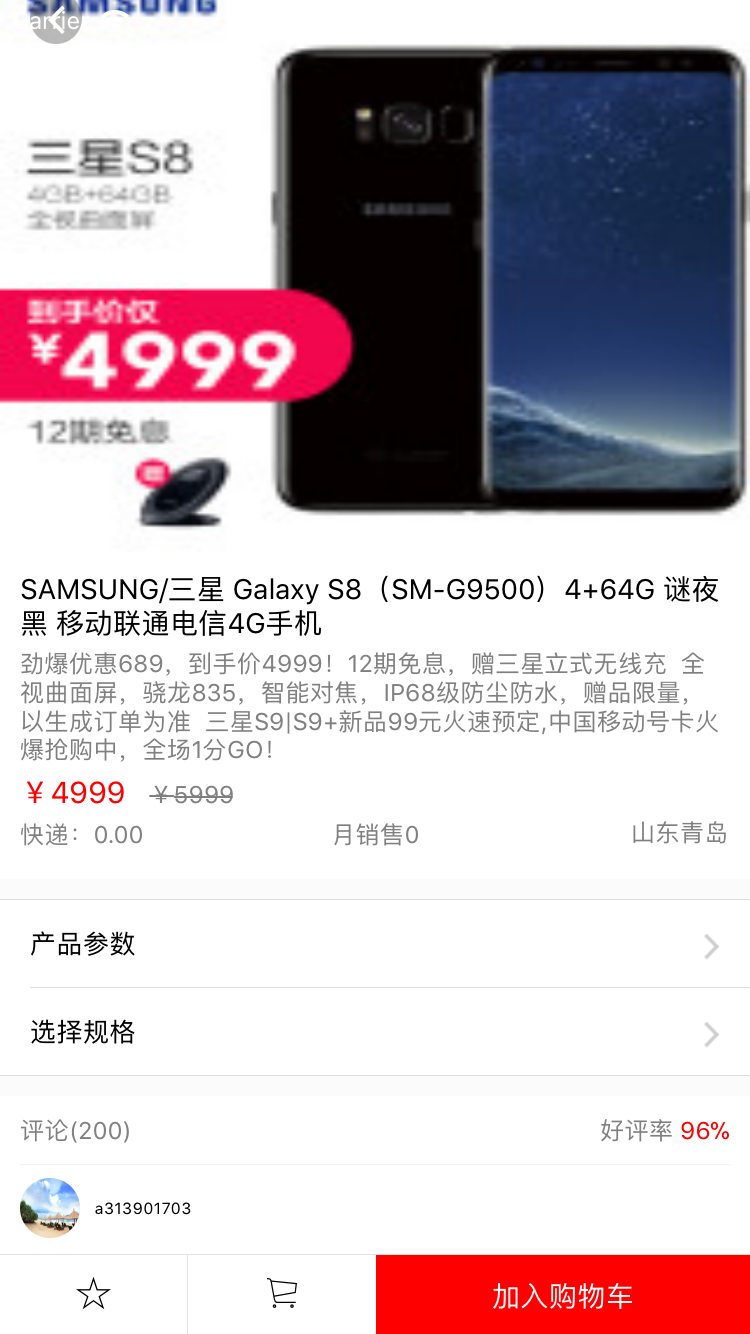 SAMSUNG
arrie
三星S8
4GB+64GB
全视曲面屏
到手价仅
¥4999
12期免息
SAMSUNG
SAMSUNG/三星 Galaxy S8（SM-G9500）4+64G 谜夜
黑 移动联通电信4G手机
劲爆优惠689，到手价4999！12期免息，赠三星立式无线充 全
视曲面屏，骁龙835，智能对焦，IP68级防尘防水，赠品限量，
以生成订单为准 三星S9|S9+新品99元火速预定,中国移动号卡火
爆抢购中，全场1分GO！
￥4999 ￥5999
快递：0.00 月销售0 山东青岛
产品参数
选择规格
评论(200) 好评率 96%
a313901703
加入购物车